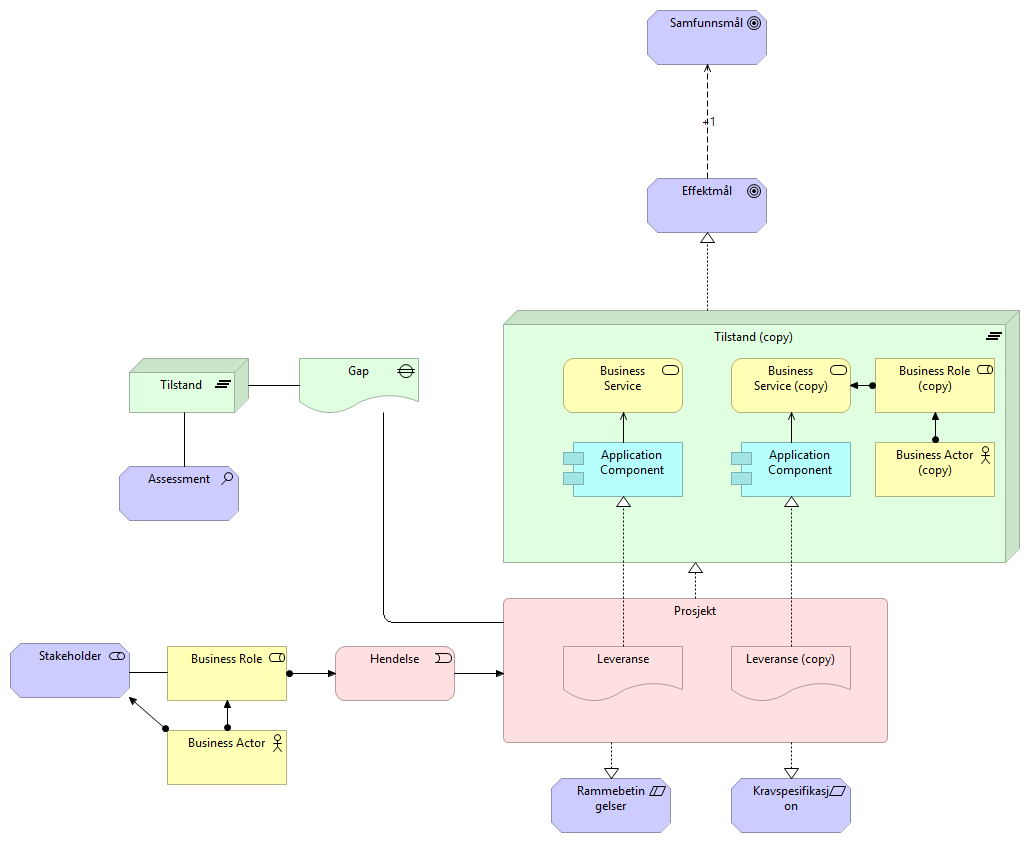 Samfunnsmål
+1
Effektmål
Tilstand (copy)
Business
Service
Business
Service (copy)
Business Role
(copy)
Tilstand
Gap
Application
Component
Application
Component
Business Actor
(copy)
Assessment
Prosjekt
Stakeholder
Business Role
Hendelse
Leveranse
Leveranse (copy)
Business Actor
Rammebetin
gelser
Kravspesifikasj
on